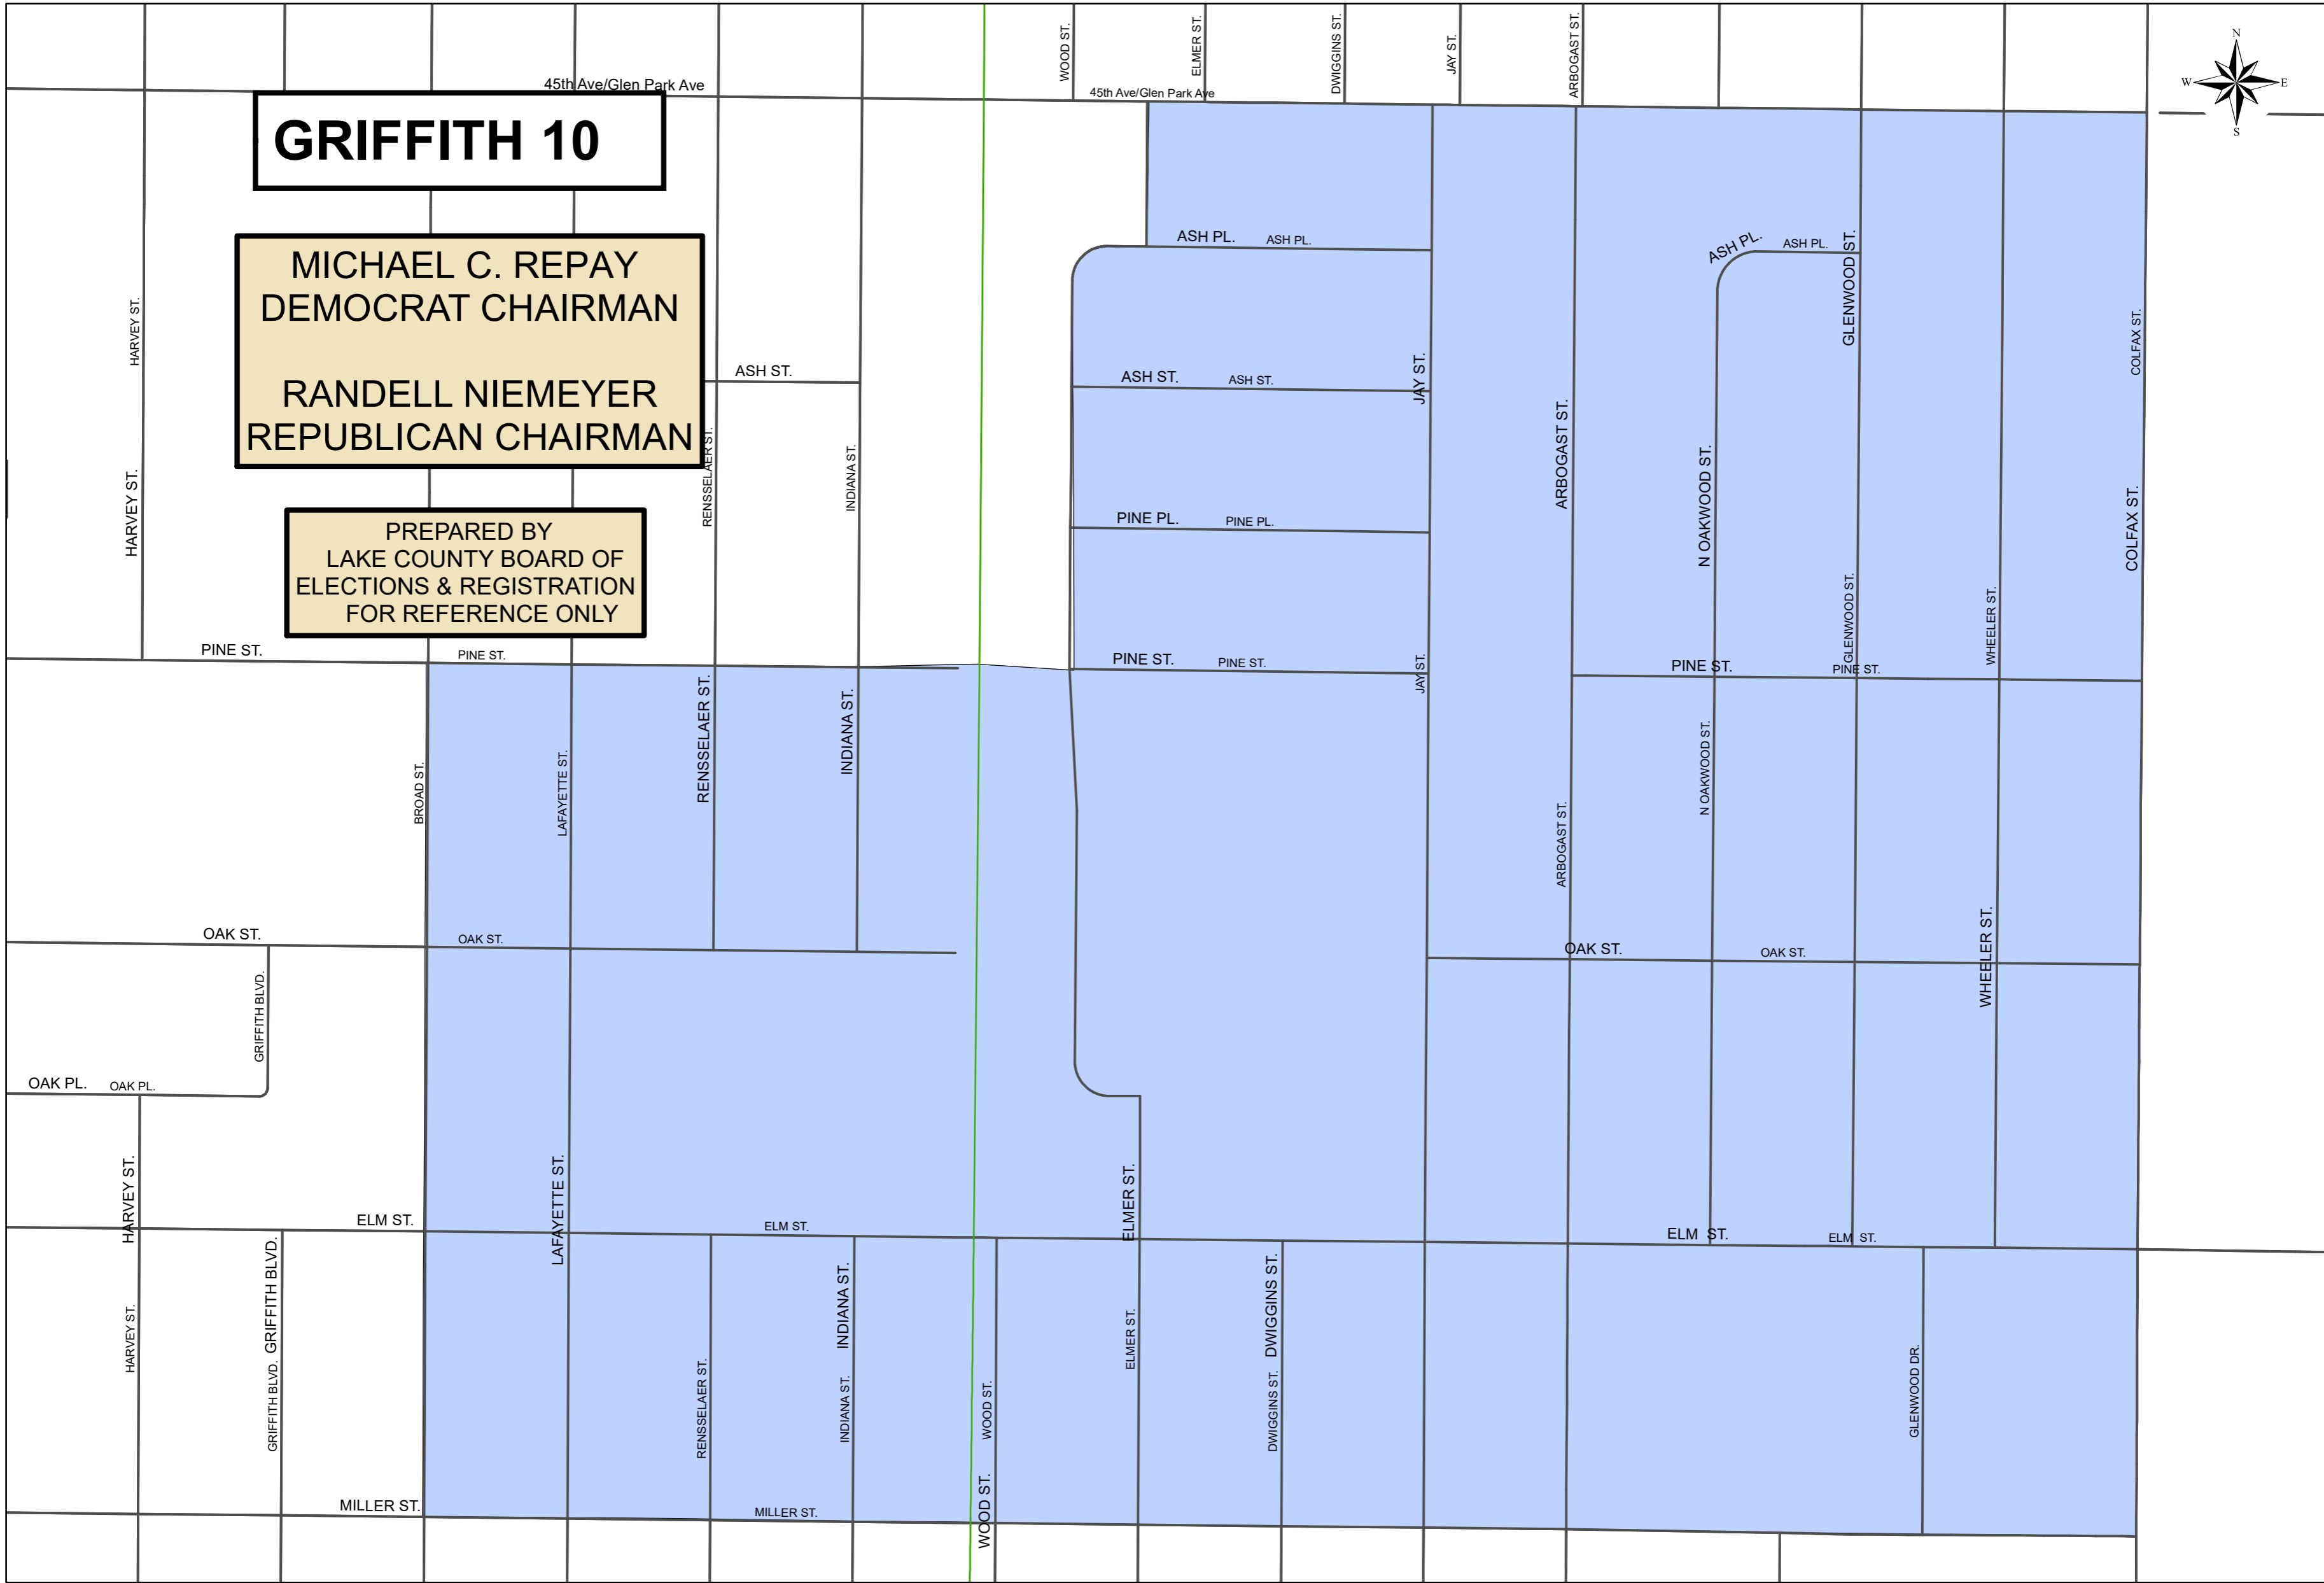 WOOD ST.
ELMER ST.
DWIGGINS ST.
JAY ST.
ARBOGAST ST.
N
W
E
S
45th Ave/Glen Park Ave
45th Ave/Glen Park Ave
GRIFFITH 10
MICHAEL C. REPAY
DEMOCRAT CHAIRMAN
RANDELL NIEMEYER
REPUBLICAN CHAIRMAN
PREPARED BY
LAKE COUNTY BOARD OF
ELECTIONS & REGISTRATION
FOR REFERENCE ONLY
ASH PL.
ASH PL.
ASH PL.
ASH PL.
GLENWOOD ST.
HARVEY ST.
COLFAX ST.
ASH ST.
ASH ST.
ASH ST.
JAY ST.
HARVEY ST.
RENSSELAER ST.
INDIANA ST.
ARBOGAST ST.
N OAKWOOD ST.
COLFAX ST.
PINE PL.
PINE PL.
GLENWOOD ST.
WHEELER ST.
PINE ST.
PINE ST.
PINE ST.
PINE ST.
PINE ST.
PINE ST.
JAY ST.
RENSSELAER ST.
INDIANA ST.
BROAD ST.
LAFAYETTE ST.
N OAKWOOD ST.
ARBOGAST ST.
OAK ST.
OAK ST.
OAK ST.
OAK ST.
WHEELER ST.
GRIFFITH BLVD.
OAK PL.
OAK PL.
HARVEY ST.
LAFAYETTE ST.
ELMER ST.
ELM ST.
ELM ST.
ELM ST.
ELM ST.
GRIFFITH BLVD.
INDIANA ST.
DWIGGINS ST.
HARVEY ST.
GRIFFITH BLVD.
RENSSELAER ST.
INDIANA ST.
WOOD ST.
ELMER ST.
DWIGGINS ST.
GLENWOOD DR.
MILLER ST.
MILLER ST.
WOOD ST.